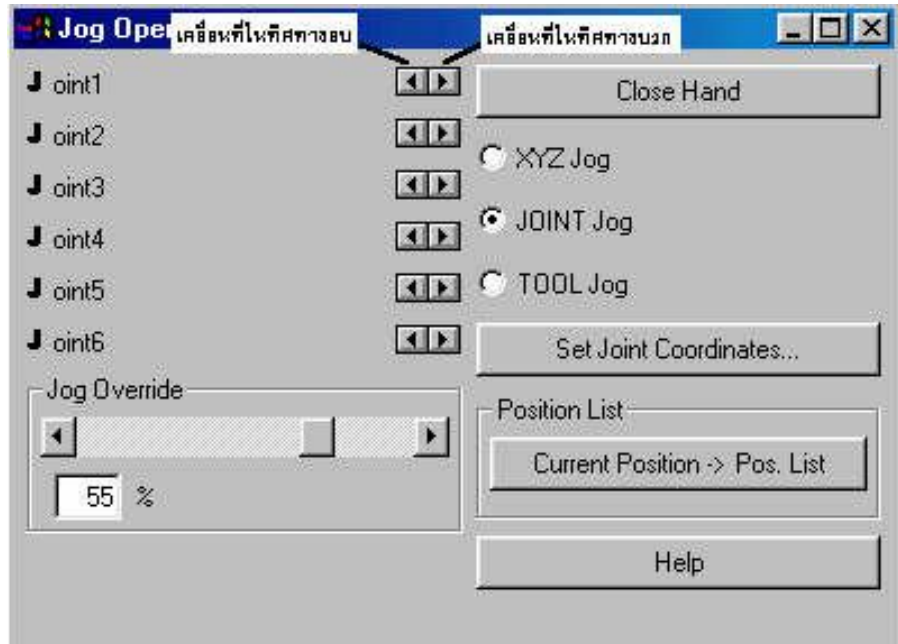 Jog Ope
เคลื่อนที่ในทิศทางลบ
เคลื่อนที่ในทิศทางบวก
Joint1
Joint2
Joint3
Joint4
Joint5
Joint6
Close Hand
XYZ Jog
JOINT Jog
TOOL Jog
Set Joint Coordinates...
Jog Override
55 %
Position List
Current Position -> Pos. List
Help